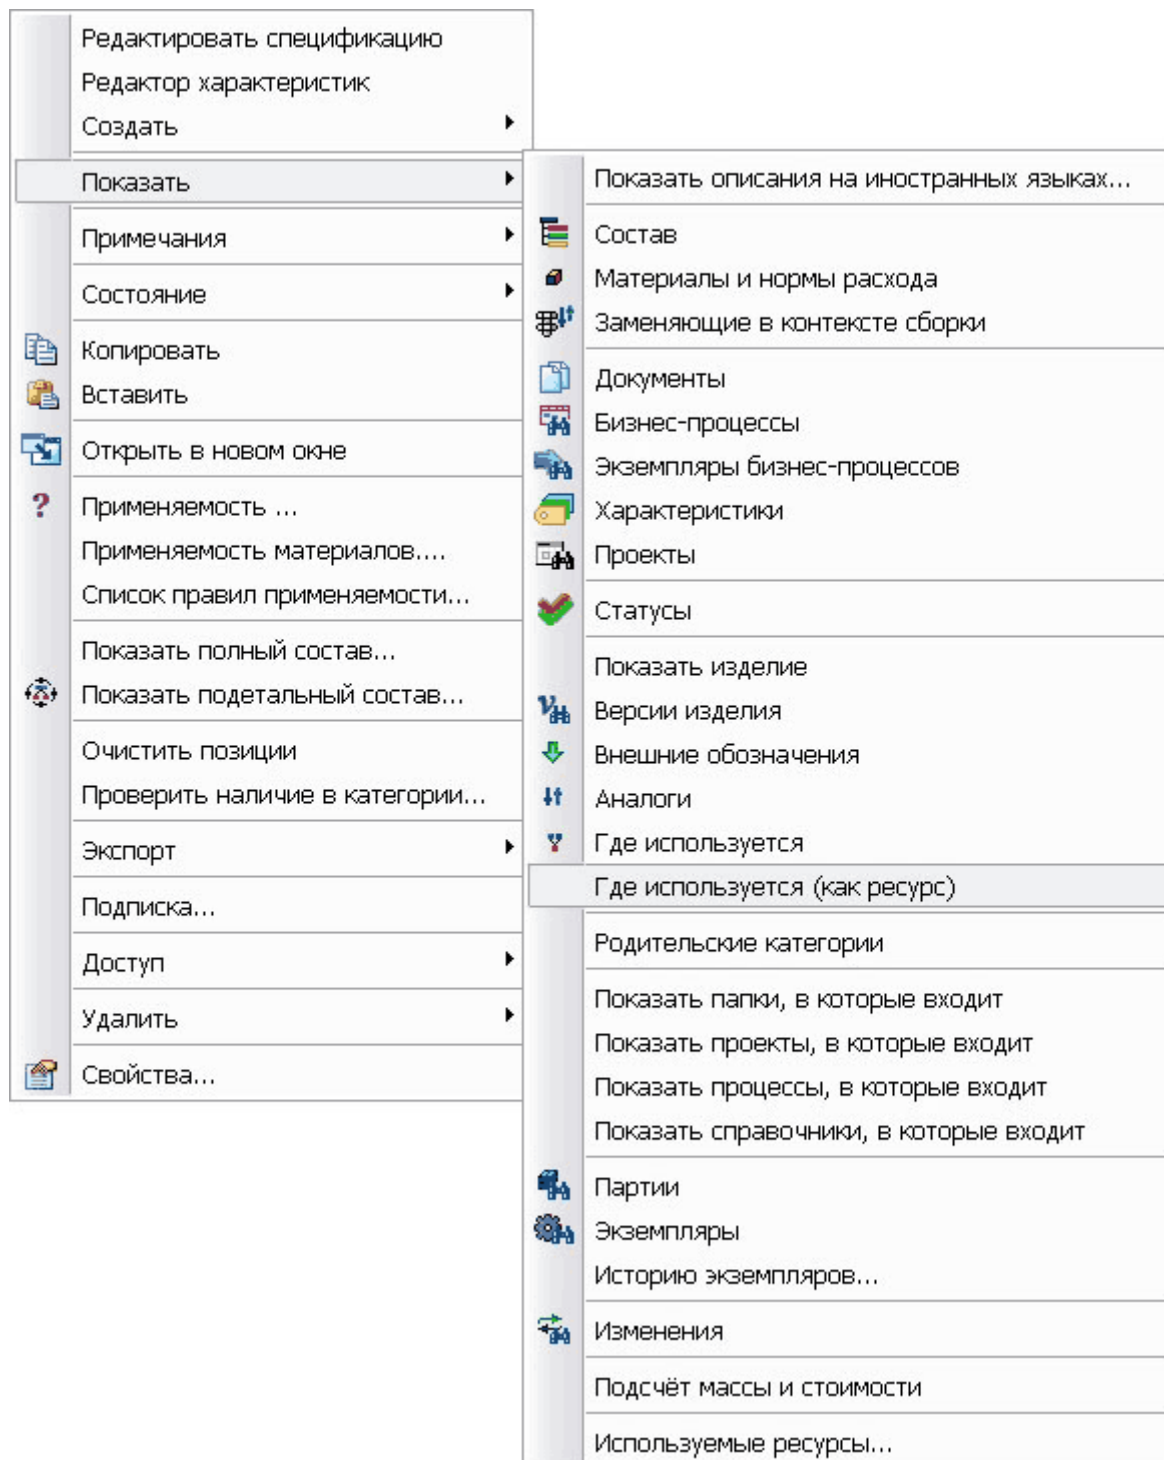 Редактировать спецификацию
Редактор характеристик
Создать
Показать
Примечания
Состояние
Копировать
Вставить
Открыть в новом окне
Применяемость ...
Применяемость материалов....
Список правил применяемости...
Показать полный состав...
Показать подетальный состав...
Очистить позиции
Проверить наличие в категории...
Экспорт
Подписка...
Доступ
Удалить
Свойства...
Показать описания на иностранных языках...
Состав
Материалы и нормы расхода
Заменяющие в контексте сборки
Документы
Бизнес-процессы
Экземпляры бизнес-процессов
Характеристики
Проекты
Статусы
Показать изделие
Версии изделия
Внешние обозначения
Аналоги
Где используется
Где используется (как ресурс)
Родительские категории
Показать папки, в которые входит
Показать проекты, в которые входит
Показать процессы, в которые входит
Показать справочники, в которые входит
Партии
Экземпляры
Историю экземпляров...
Изменения
Подсчёт массы и стоимости
Используемые ресурсы...